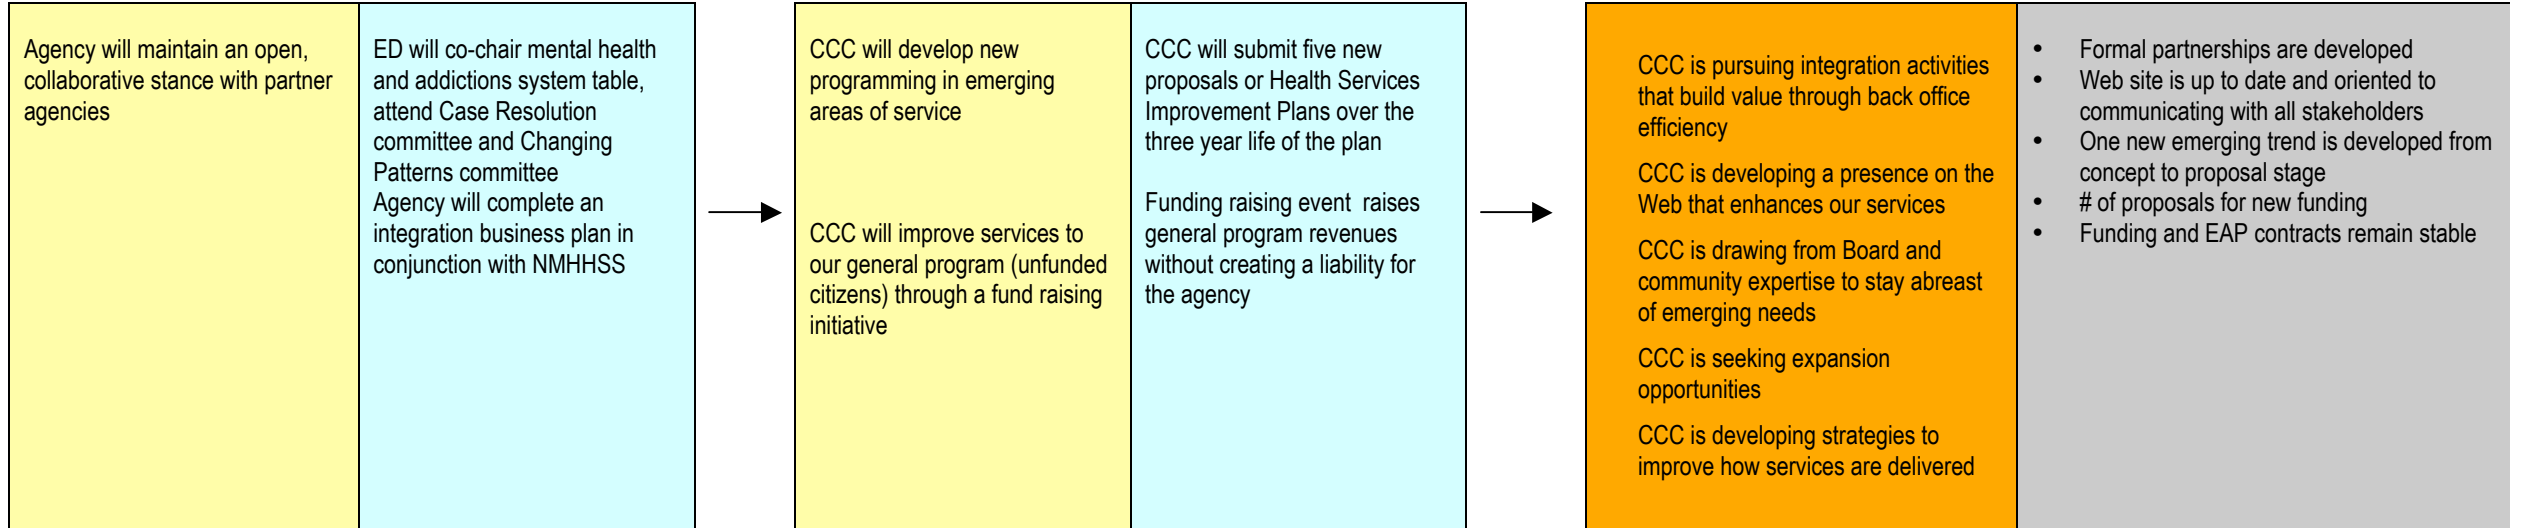 Agency will maintain an open,
collaborative stance with partner
agencies
ED will co-chair mental health
and addictions system table,
attend Case Resolution
committee and Changing
Patterns committee
Agency will complete an
integration business plan in
conjunction with NMHHSS
CCC will develop new
programming in emerging
areas of service
CCC will improve services to
our general program (unfunded
citizens) through a fund raising
initiative
CCC will submit five new
proposals or Health Services
Improvement Plans over the
three year life of the plan
Funding raising event raises
general program revenues
without creating a liability for
the agency
CCC is pursuing integration activities
that build value through back office
efficiency
CCC is developing a presence on the
Web that enhances our services
CCC is drawing from Board and
community expertise to stay abreast
of emerging needs
CCC is seeking expansion
opportunities
CCC is developing strategies to
improve how services are delivered
• Formal partnerships are developed
• Web site is up to date and oriented to
communicating with all stakeholders
• One new emerging trend is developed from
concept to proposal stage
• # of proposals for new funding
• Funding and EAP contracts remain stable